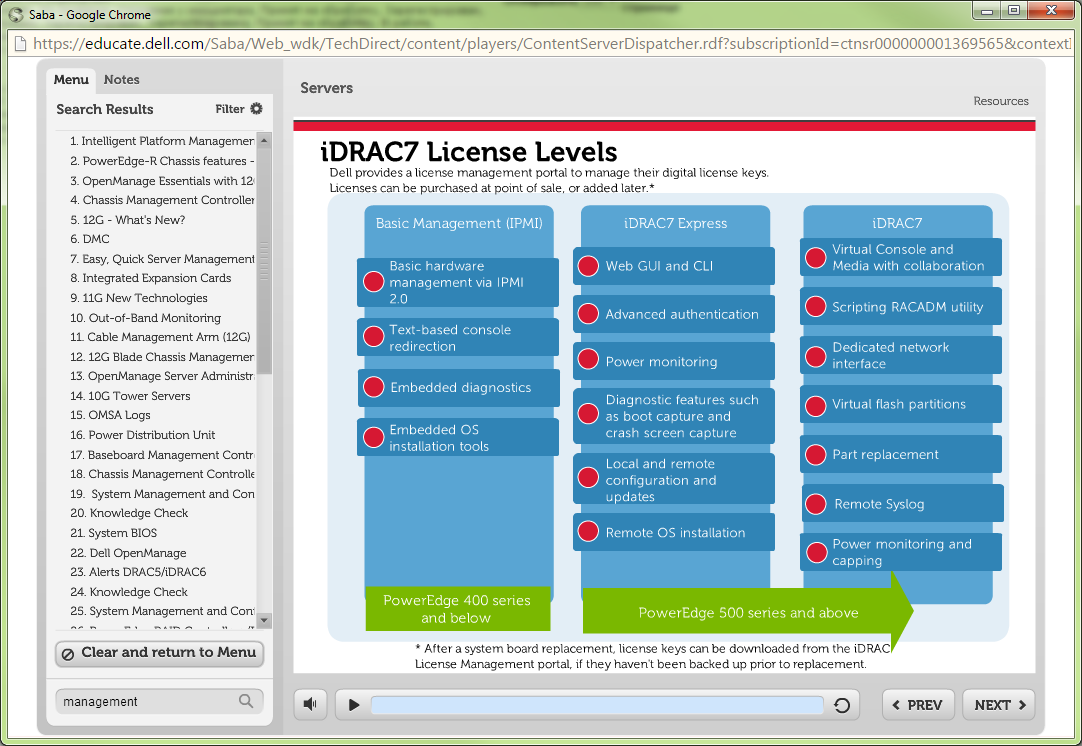 Saba - Google Chrome
https://educate.dell.com/Saba/Web_wdk/TechDirect/content/players/ContentServerDispatcher.rdf?subscriptionId=ctnsr000000001369565&context
Menu
Notes
Search Results
Filter
1. Intelligent Platform Managemen
2. PowerEdge-R Chassis features -
3. OpenManage Essentials with 12
4. Chassis Management Controller
5. 12G - What's New?
6. DMC
7. Easy, Quick Server Management
8. Integrated Expansion Cards
9. 11G New Technologies
10. Out-of-Band Monitoring
11. Cable Management Arm (12G)
12. 12G Blade Chassis Managemen
13. OpenManage Server Administr
14. 10G Tower Servers
15. OMSA Logs
16. Power Distribution Unit
17. Baseboard Management Contr
18. Chassis Management Controlle
19. System Management and Con
20. Knowledge Check
21. System BIOS
22. Dell OpenManage
23. Alerts DRAC5/iDRAC6
24. Knowledge Check
25. System Management and Con
Clear and return to Menu
management
Servers
Resources
iDRAC7 License Levels
Dell provides a license management portal to manage their digital license keys.
Licenses can be purchased at point of sale, or added later.*
Basic Management (IPMI)
Basic hardware
management via IPMI
2.0
Text-based console
redirection
Embedded diagnostics
Embedded OS
installation tools
PowerEdge 400 series
and below
iDRAC7 Express
Web GUI and CLI
Advanced authentication
Power monitoring
Diagnostic features such
as boot capture and
crash screen capture
Local and remote
configuration and
updates
Remote OS installation
iDRAC7
Virtual Console and
Media with collaboration
Scripting RACADM utility
Dedicated network
interface
Virtual flash partitions
Part replacement
Remote Syslog
Power monitoring and
capping
PowerEdge 500 series and above
* After a system board replacement, license keys can be downloaded from the iDRAC
License Management portal, if they haven't been backed up prior to replacement.
PREV
NEXT